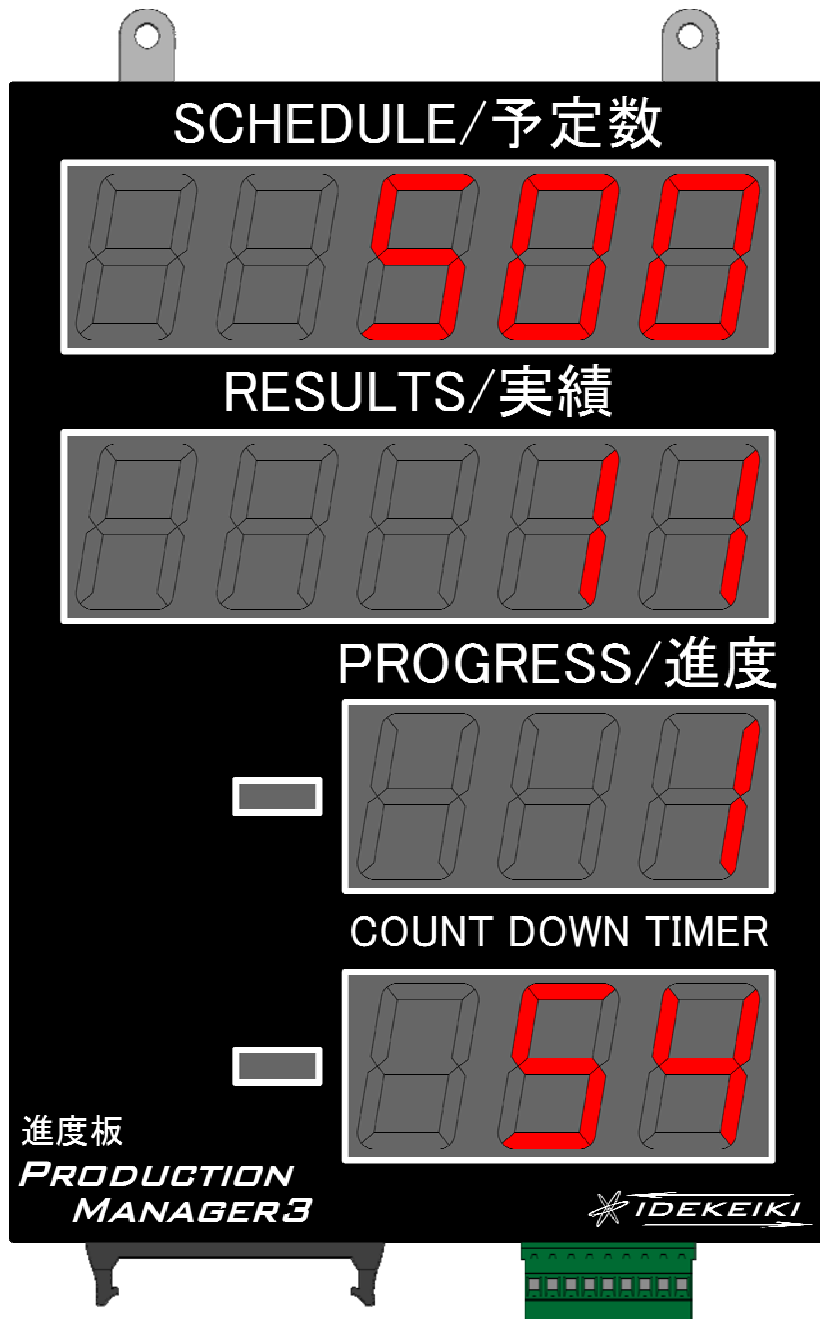 SCHEDULE/予定数
500
RESULTS/実績
11
PROGRESS/進度
1
COUNT DOWN TIMER
54
進度板
PRODUCTION
MANAGER3
IDEKEIKI